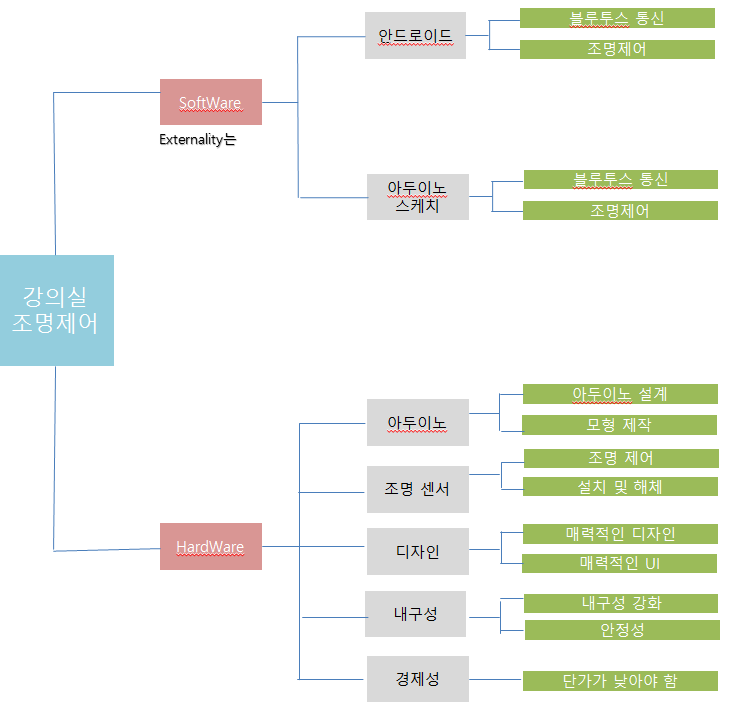 강의실
조명제어
SoftWare
Externality는
안드로이드
블루투스 통신
조명제어
아두이노
스케치
블루투스 통신
조명제어
HardWare
아두이노
아두이노 설계
모형 제작
조명 센서
조명 제어
설치 및 해체
디자인
매력적인 디자인
매력적인 UI
내구성
내구성 강화
안정성
경제성
단가가 낮아야 함